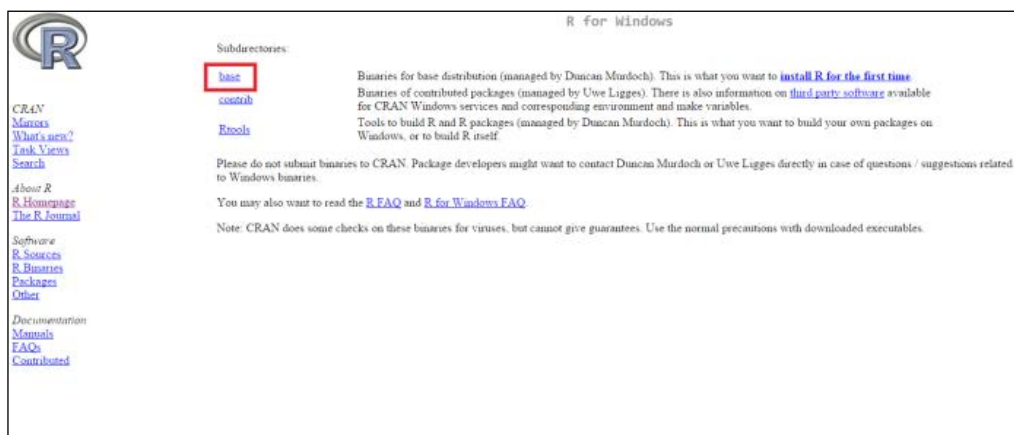 R
R for Windows
Subdirectories:
base
Binaries for base distribution (managed by Duncan Murdoch). This is what you want to install R for the first time.
contrib
Binaries of contributed packages (managed by Uwe Ligges). There is also information on third party software available
for CRAN Windows services and corresponding environment and make variables.
Rtools
Tools to build R and R packages (managed by Duncan Murdoch). This is what you want to build your own packages on
Windows, or to build R itself.
Please do not submit binaries to CRAN. Package developers might want to contact Duncan Murdoch or Uwe Ligges directly in case of questions / suggestions related
to Windows binaries.
You may also want to read the R FAQ and R for Windows FAQ.
Note: CRAN does some checks on these binaries for viruses, but cannot give guarantees. Use the normal precautions with downloaded executables.
CRAN
Mirrors
What's new?
Task Views
Search
About R
R Homepage
The R Journal
Software
R Sources
R Binaries
Packages
Other
Documentation
Manuals
FAQs
Contributed